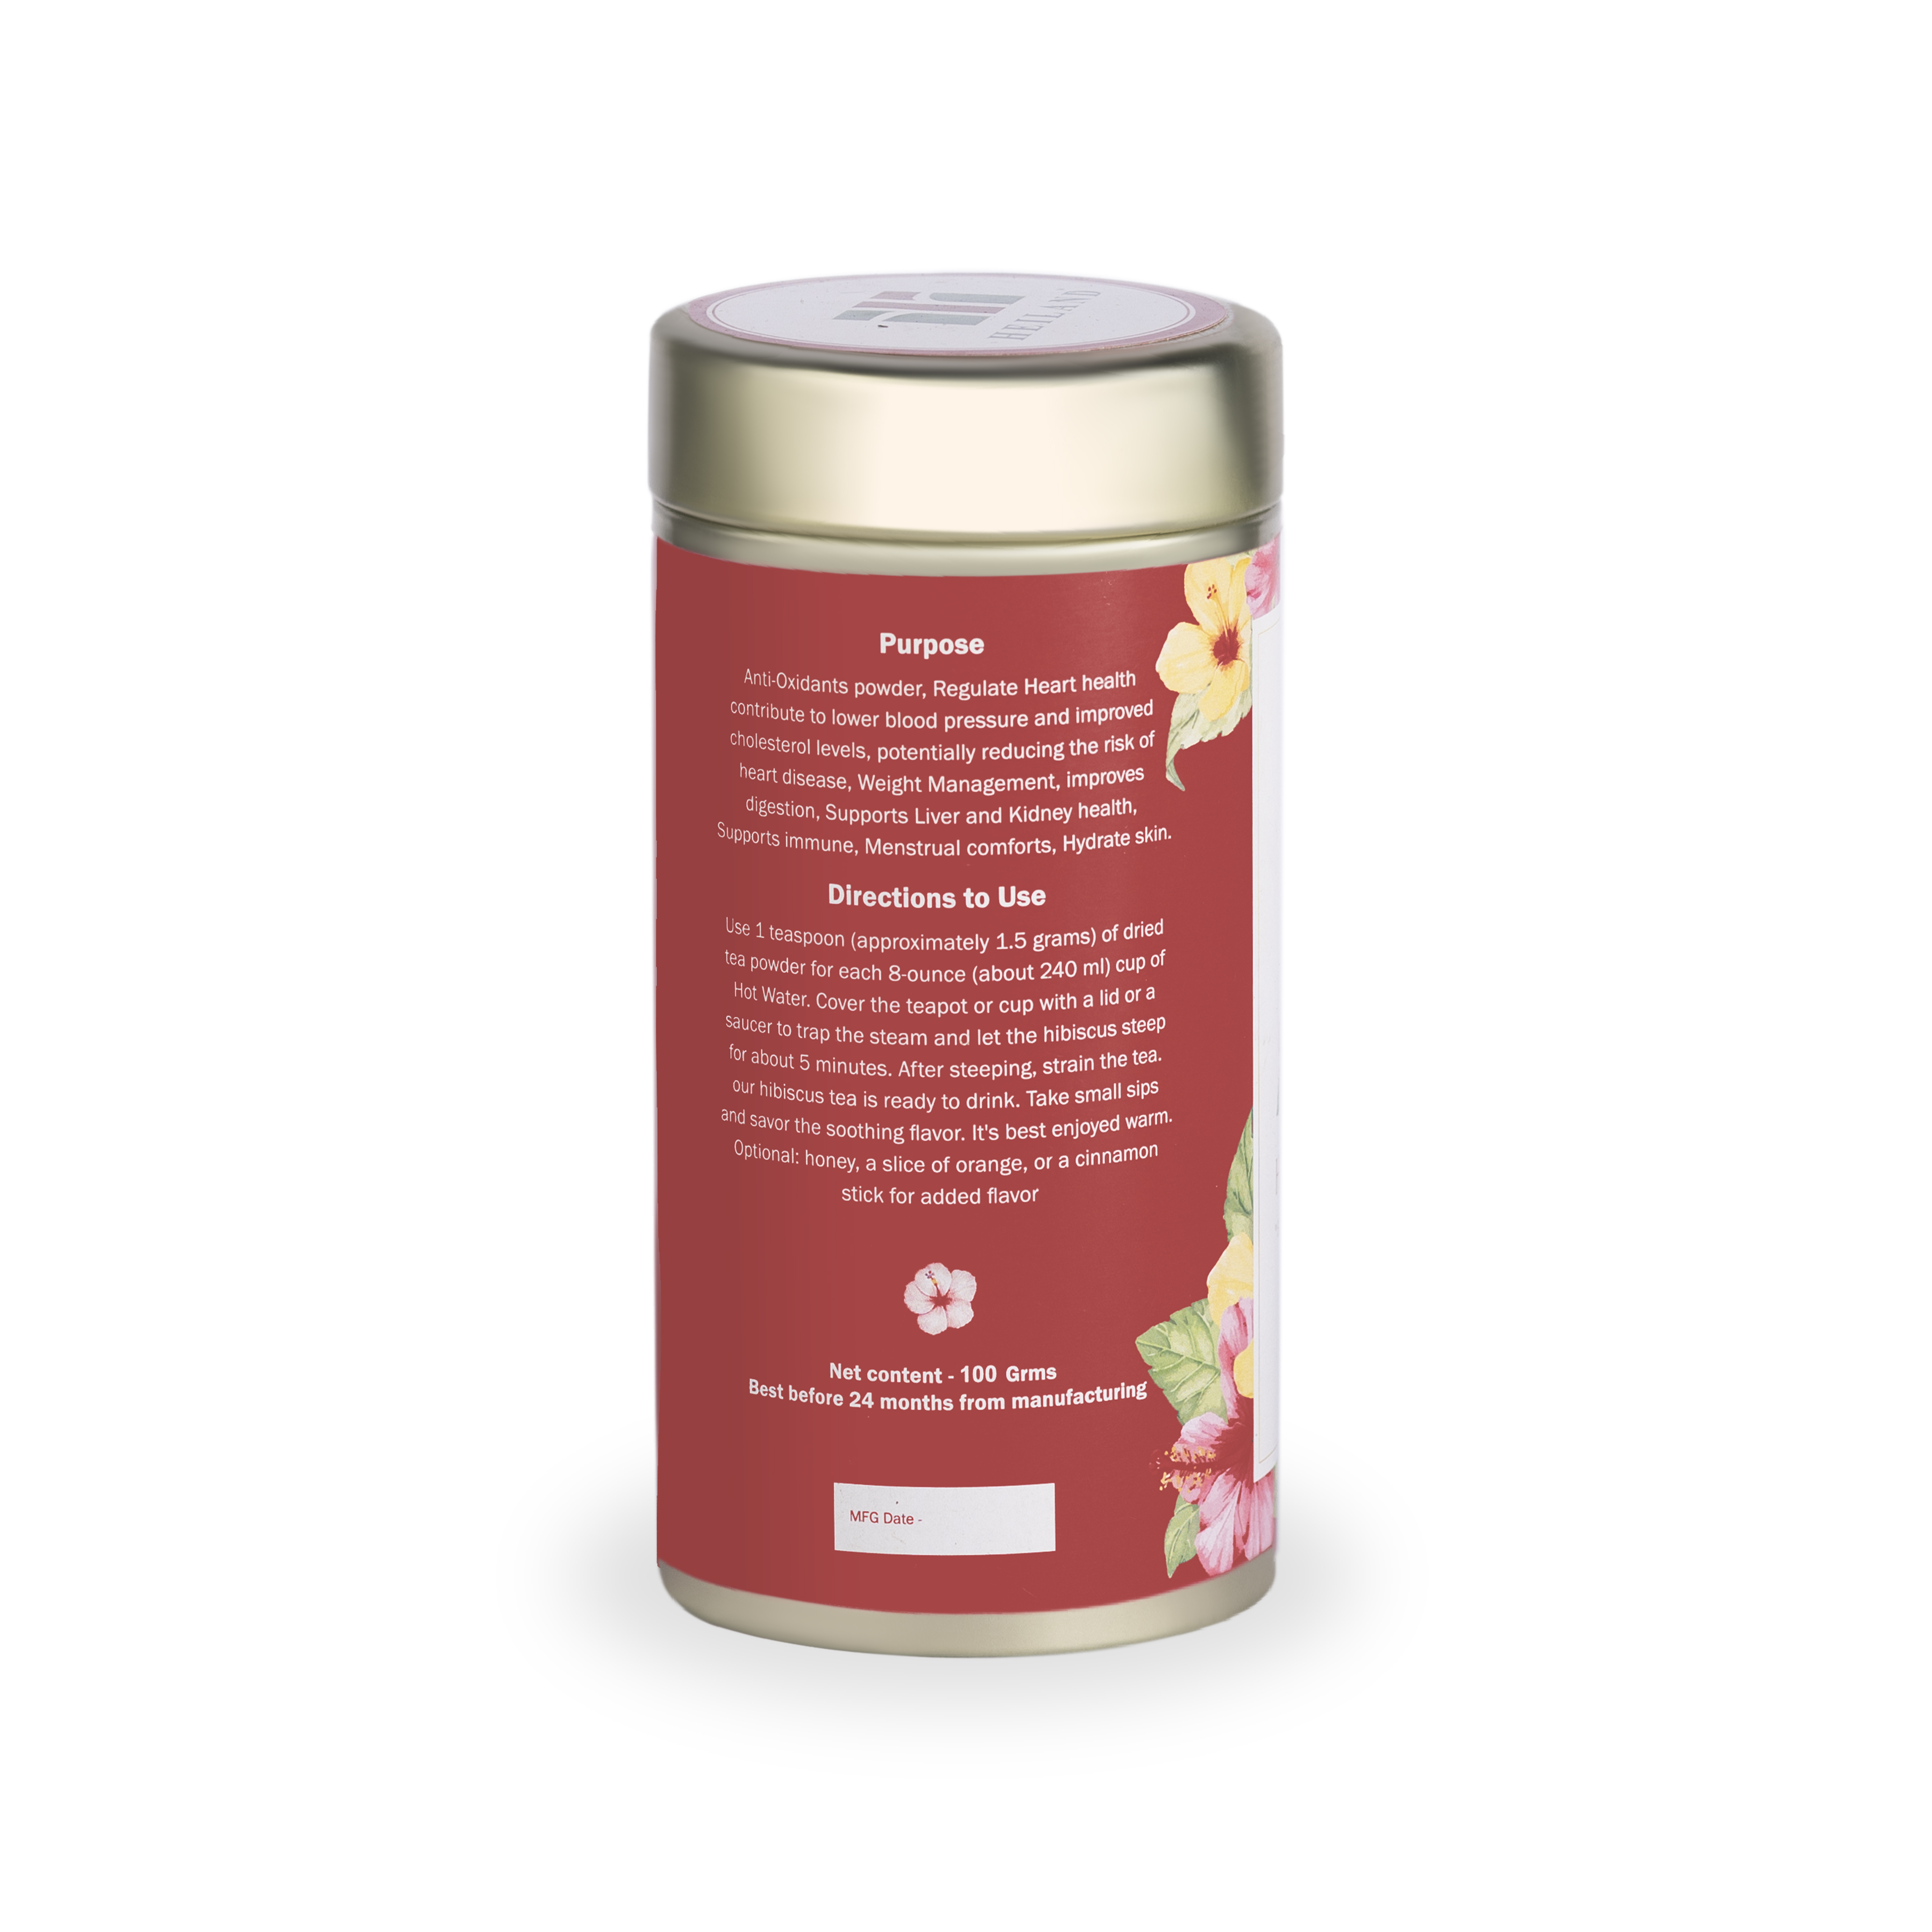 HEILAND
Purpose
Anti-Oxidants powder, Regulate Heart health
contribute to lower blood pressure and improved
cholesterol levels, potentially reducing the risk of
heart disease, Weight Management, improves
digestion, Supports Liver and Kidney health,
Supports immune, Menstrual comforts, Hydrate skin.
Directions to Use
Use 1 teaspoon (approximately 1.5 grams) of dried
tea powder for each 8-ounce (about 240 ml) cup of
Hot Water. Cover the teapot or cup with a lid or a
saucer to trap the steam and let the hibiscus steep
for about 5 minutes. After steeping, strain the tea.
our hibiscus tea is ready to drink. Take small sips
and savor the soothing flavor. It's best enjoyed warm.
Optional: honey, a slice of orange, or a cinnamon
stick for added flavor
Net content - 100 Grms
Best before 24 months from manufacturing
MFG Date -